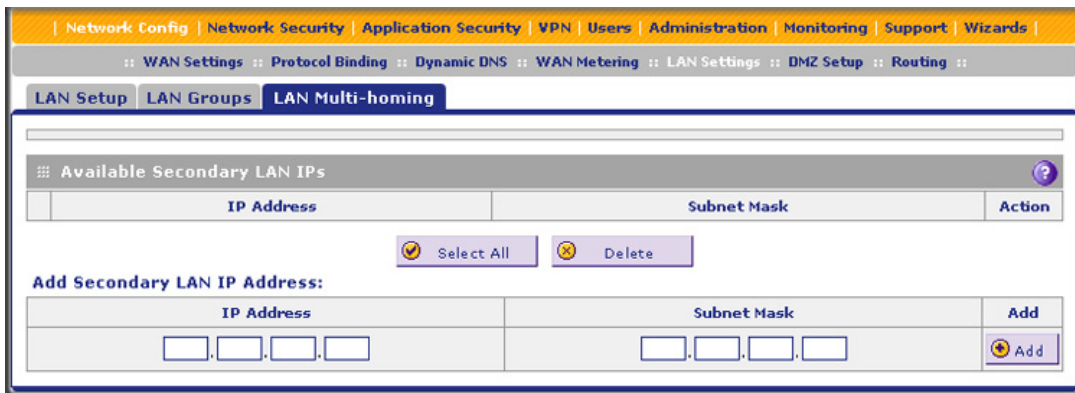 | Network Config | Network Security | Application Security | VPN | Users | Administration | Monitoring | Support | Wizards |
:: WAN Settings :: Protocol Binding :: Dynamic DNS :: WAN Metering :: LAN Settings :: DMZ Setup :: Routing ::
LAN Setup LAN Groups LAN Multi-homing
Available Secondary LAN IPs ?
IP Address Subnet Mask Action
Select All Delete
Add Secondary LAN IP Address:
IP Address Subnet Mask Add
. . . . . . Add